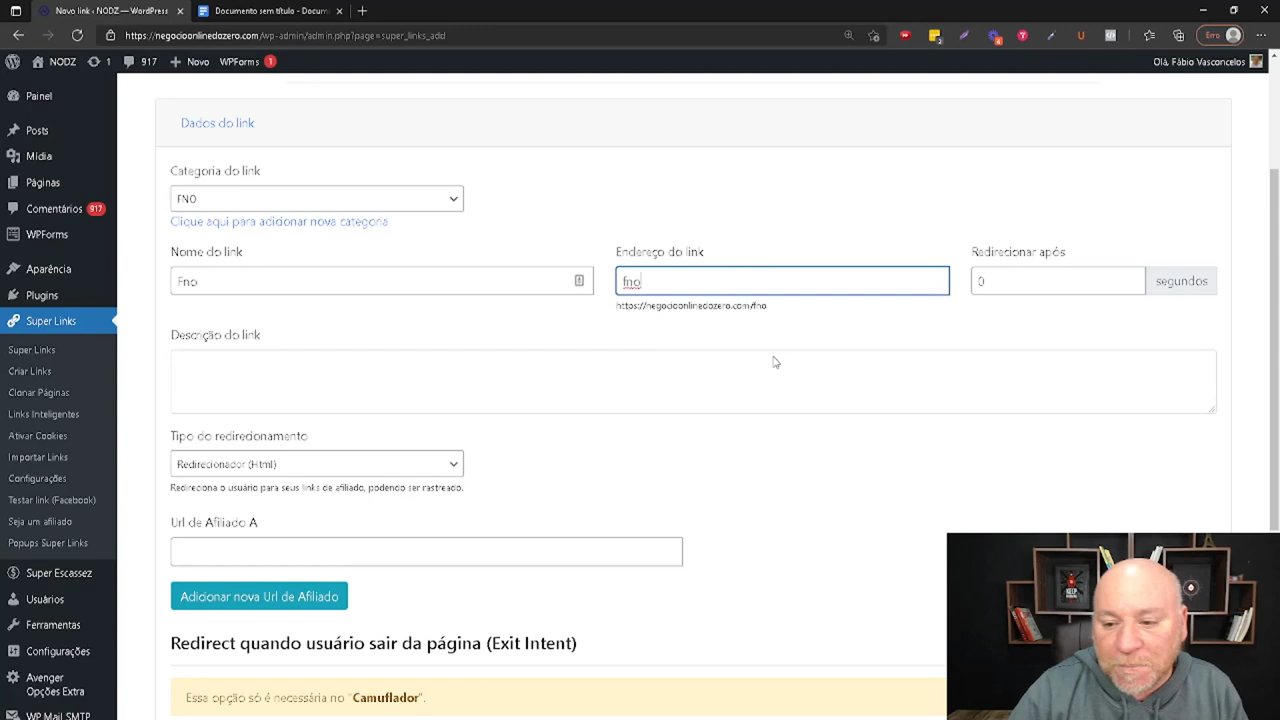 Novo link ‹ NODZ — WordPress
Documento sem título - Docum
https://negocioonlinedozero.com/wp-admin/admin.php?page=super_links_add
Erro
NODZ
1
917
Novo
WPForms
1
Olá, Fábio Vasconcelos
Painel
Posts
Mídia
Páginas
Comentários
917
WPForms
Aparência
Plugins
Super Links
Super Links
Criar Links
Clonar Páginas
Links Inteligentes
Ativar Cookies
Importar Links
Configurações
Testar link (Facebook)
Seja um afiliado
Popups Super Links
Super Escassez
Usuários
Ferramentas
Configurações
Avenger
Opções Extra
WP Mail SMTP
Dados do link
Categoria do link
FNO
Clique aqui para adicionar nova categoria
Nome do link
Endereço do link
Redirecionar após
Fno
fno
0
segundos
https://negocioonlinedozero.com/fno
Descrição do link
Tipo do redirecionamento
Redirecionador (Html)
Redireciona o usuário para seus links de afiliado, podendo ser rastreado.
Url de Afiliado A
Adicionar nova Url de Afiliado
Redirect quando usuário sair da página (Exit Intent)
Essa opção só é necessária no "Camuflador".